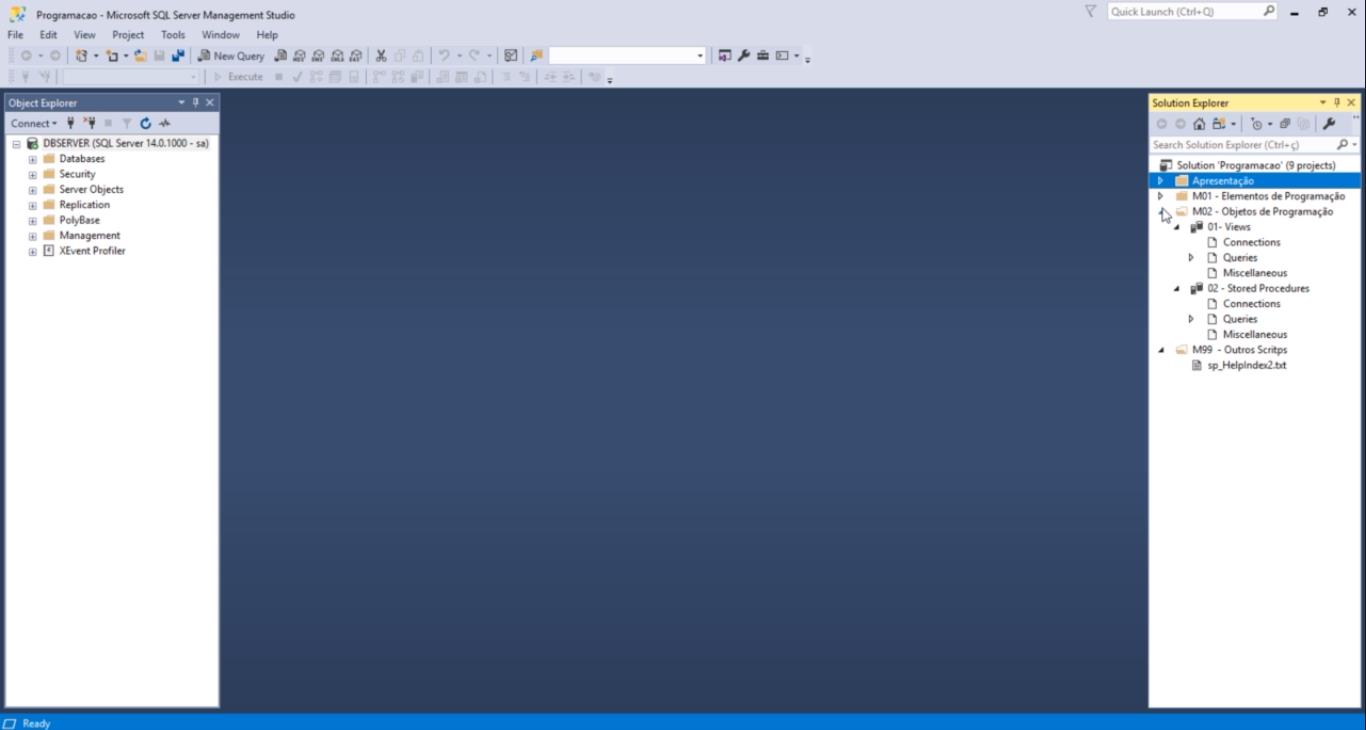 Programacao - Microsoft SQL Server Management Studio
Quick Launch (Ctrl+Q)
File Edit View Project Tools Window Help
New Query
Execute
Object Explorer
Connect
DBSERVER (SQL Server 14.0.1000 - sa)
Databases
Security
Server Objects
Replication
PolyBase
Management
XEvent Profiler
Solution Explorer
Search Solution Explorer (Ctrl+ç)
Solution 'Programacao' (9 projects)
Apresentação
M01 - Elementos de Programação
M02 - Objetos de Programação
01- Views
Connections
Queries
Miscellaneous
02 - Stored Procedures
Connections
Queries
Miscellaneous
M99 - Outros Scritps
sp_HelpIndex2.txt
Ready